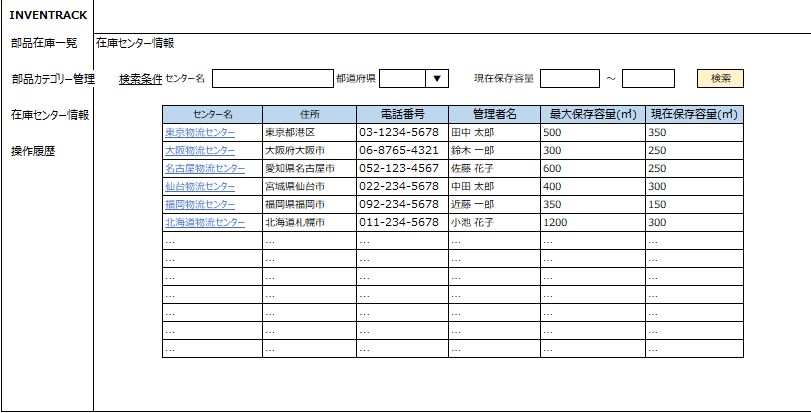 INVENTRACK
部品在庫一覧 在庫センター情報
部品カテゴリー管理 検索条件 センター名 都道府県 ▼ 現在保存容量 ～ 検索
在庫センター情報
操作履歴
センター名 住所 電話番号 管理者名 最大保存容量(㎡) 現在保存容量(㎡)
東京物流センター 東京都港区 03-1234-5678 田中 太郎 500 350
大阪物流センター 大阪府大阪市 06-8765-4321 鈴木 一郎 300 250
名古屋物流センター 愛知県名古屋市 052-123-4567 佐藤 花子 600 250
仙台物流センター 宮城県仙台市 022-234-5678 中田 太郎 400 300
福岡物流センター 福岡県福岡市 092-234-5678 近藤 一郎 350 150
北海道物流センター 北海道札幌市 011-234-5678 小池 花子 1200 300
… … … … … …
… … … … … …
… … … … … …
… … … … … …
… … … … … …
… … … … … …
… … … … … …